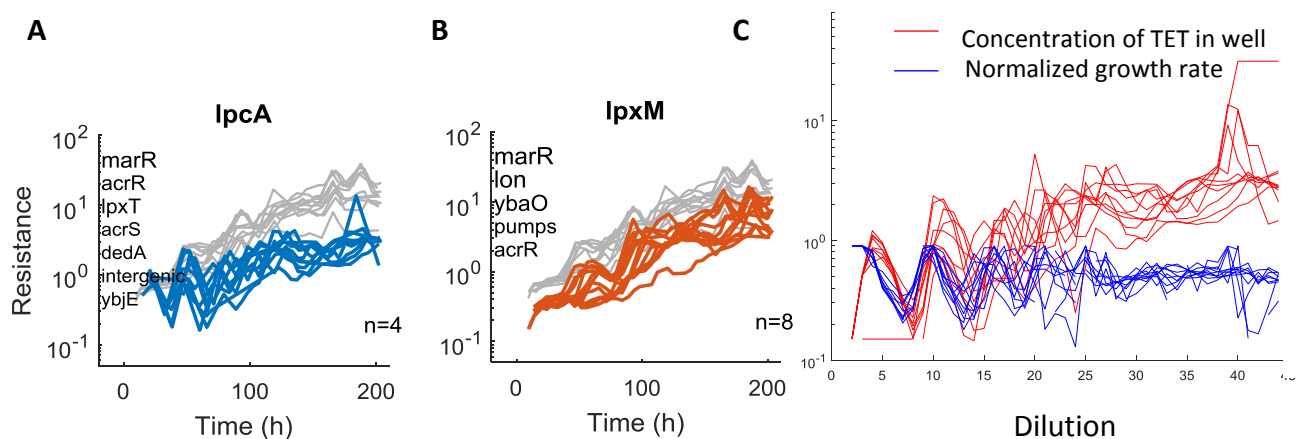 A
lpcA
Resistance
10^2
10^1
10^0
10^-1
marR
acrR
lpxT
acrS
dedA
intergenic
ybjE
n=4
0 100 200
Time (h)
B
lpxM
10^2
10^1
10^0
10^-1
marR
lon
ybaO
pumps
acrR
n=8
0 100 200
Time (h)
C
Concentration of TET in well
Normalized growth rate
10^1
10^0
10^-1
5 10 15 20 25 30 35 40
Dilution